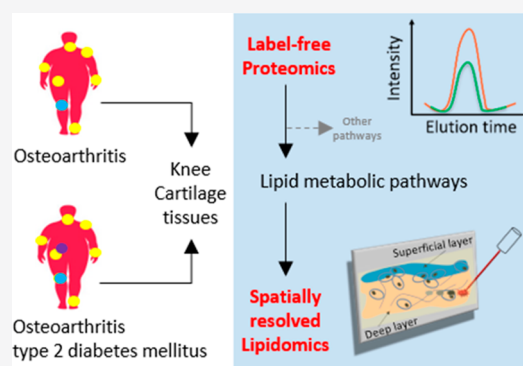 Osteoarthritis
Knee
Cartilage
tissues
Osteoarthritis
type 2 diabetes mellitus
Label-free
Proteomics
Other
pathways
Lipid metabolic pathways
Spatially
resolved
Lipidomics
Intensity
Elution time
Superficial layer
Deep layer